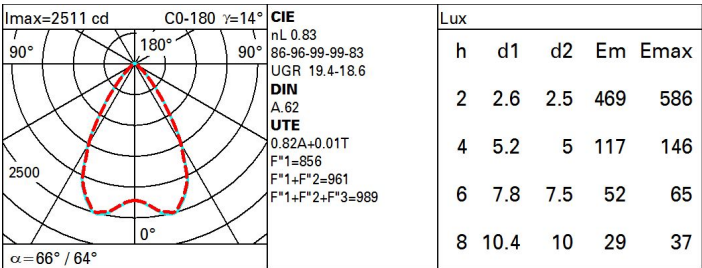 Imax=2511 cd C0-180 γ=14°
90° 180° 90°
2500
0°
α=66° / 64°
CIE
nL 0.83
86-96-99-99-83
UGR 19.4-18.6
DIN
A.62
UTE
0.82A+0.01T
F"1=856
F"1+F"2=961
F"1+F"2+F"3=989
Lux
h d1 d2 Em Emax
2 2.6 2.5 469 586
4 5.2 5 117 146
6 7.8 7.5 52 65
8 10.4 10 29 37